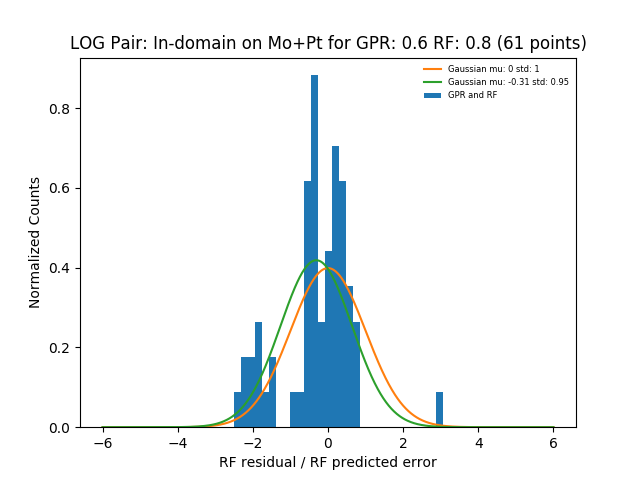 LOG Pair: In-domain on Mo+Pt for GPR: 0.6 RF: 0.8 (61 points)
Gaussian mu: 0 std: 1
Gaussian mu: -0.31 std: 0.95
GPR and RF
Normalized Counts
0.8
0.6
0.4
0.2
0.0
−6 −4 −2 0 2 4 6
RF residual / RF predicted error